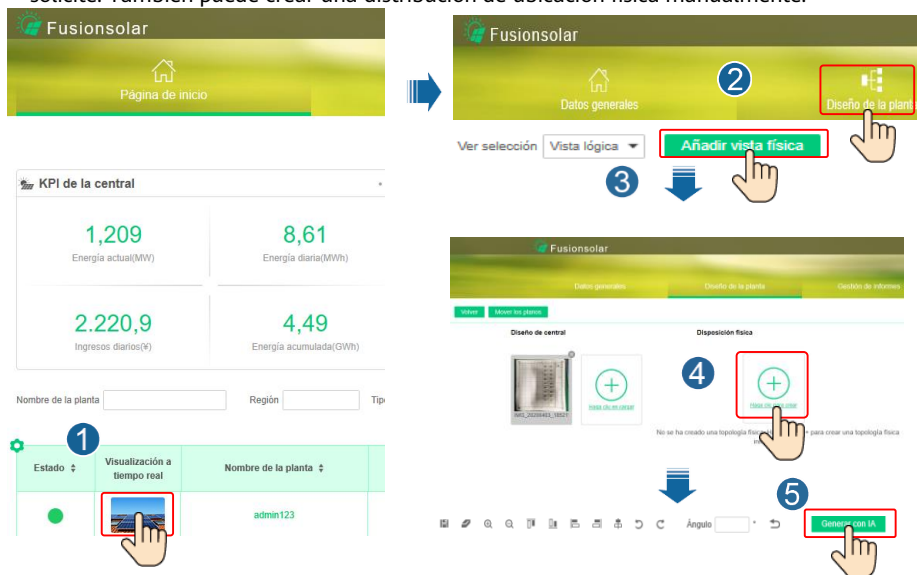 solicite. También puede crear una distribución de ubicación física manualmente.
Fusionsolar
Página de inicio
KPI de la central
1,209
Energía actual(MW)
8,61
Energía diaria(MWh)
2.220,9
Ingresos diarios(¥)
4,49
Energía acumulada(GWh)
Nombre de la planta
Región
Tip
1
Estado
Visualización a
tiempo real
Nombre de la planta
admin123
Fusionsolar
2
Datos generales
Diseño de la plant
Ver selección
Vista lógica
Añadir vista física
3
Fusionsolar
Datos generales
Diseño de la planta
Gestión de informes
Volver
Mover los planos
Diseño de central
Disposición física
4
No se ha creado una topología física
para crear una topología física
5
Ángulo
°
Generar con IA